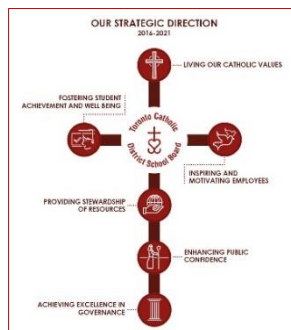 OUR STRATEGIC DIRECTION
2016-2021
LIVING OUR CATHOLIC VALUES
FOSTERING STUDENT
ACHIEVEMENT AND WELL BEING
Toronto Catholic
District School Board
INSPIRING AND
MOTIVATING EMPLOYEES
PROVIDING STEWARDSHIP
OF RESOURCES
ENHANCING PUBLIC
CONFIDENCE
ACHIEVING EXCELLENCE IN
GOVERNANCE